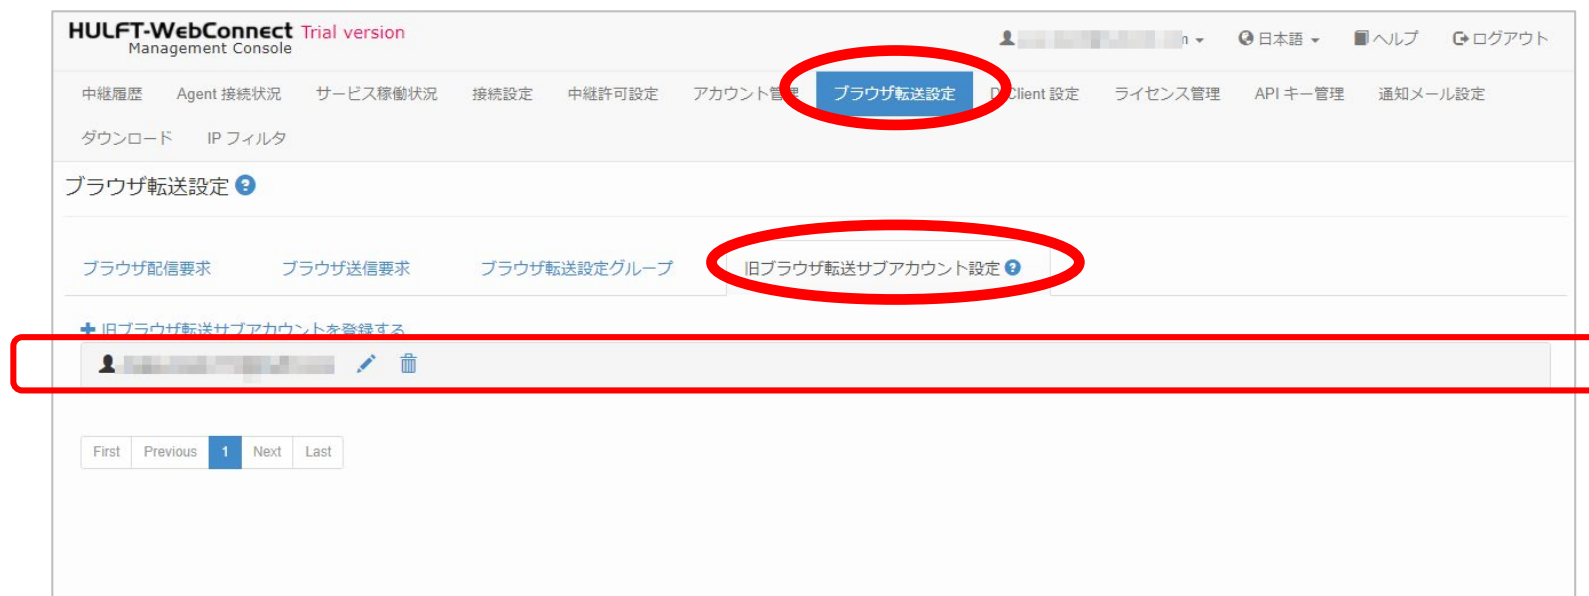 HULFT-WebConnect Trial version
Management Console
日本語 ヘルプ ログアウト
中継履歴 Agent 接続状況 サービス稼働状況 接続設定 中継許可設定 アカウント管理 ブラウザ転送設定 Client 設定 ライセンス管理 API キー管理 通知メール設定
ダウンロード IP フィルタ
ブラウザ転送設定
ブラウザ配信要求 ブラウザ送信要求 ブラウザ転送設定グループ 旧ブラウザ転送サブアカウント設定
旧ブラウザ転送サブアカウントを登録する
First Previous 1 Next Last